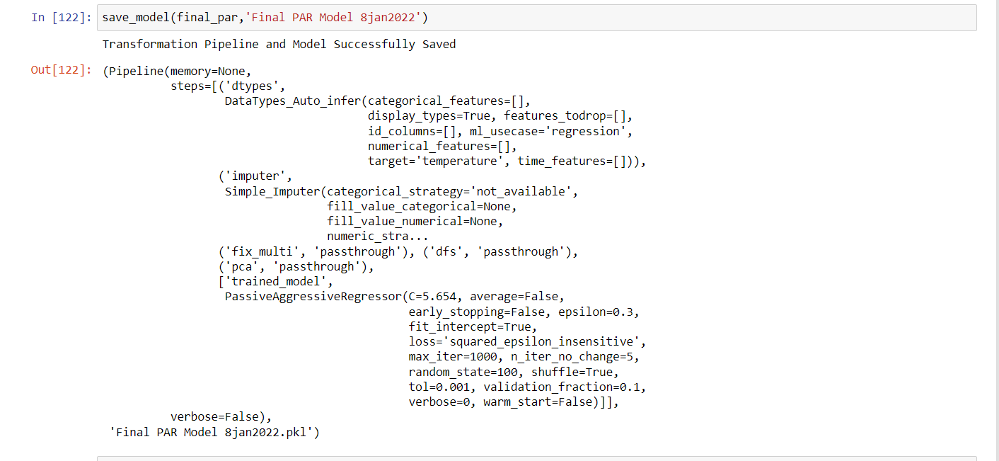 In [122]: save_model(final_par,'Final PAR Model 8jan2022')
Transformation Pipeline and Model Successfully Saved
Out[122]: (Pipeline(memory=None,
steps=[('dtypes',
DataTypes_Auto_infer(categorical_features=[],
display_types=True, features_todrop=[],
id_columns=[], ml_usecase='regression',
numerical_features=[],
target='temperature', time_features=[])),
('imputer',
Simple_Imputer(categorical_strategy='not_available',
fill_value_categorical=None,
fill_value_numerical=None,
numeric_stra...
('fix_multi', 'passthrough'), ('dfs', 'passthrough'),
('pca', 'passthrough'),
['trained_model',
PassiveAggressiveRegressor(C=5.654, average=False,
early_stopping=False, epsilon=0.3,
fit_intercept=True,
loss='squared_epsilon_insensitive',
max_iter=1000, n_iter_no_change=5,
random_state=100, shuffle=True,
tol=0.001, validation_fraction=0.1,
verbose=0, warm_start=False)]],
verbose=False),
'Final PAR Model 8jan2022.pkl')